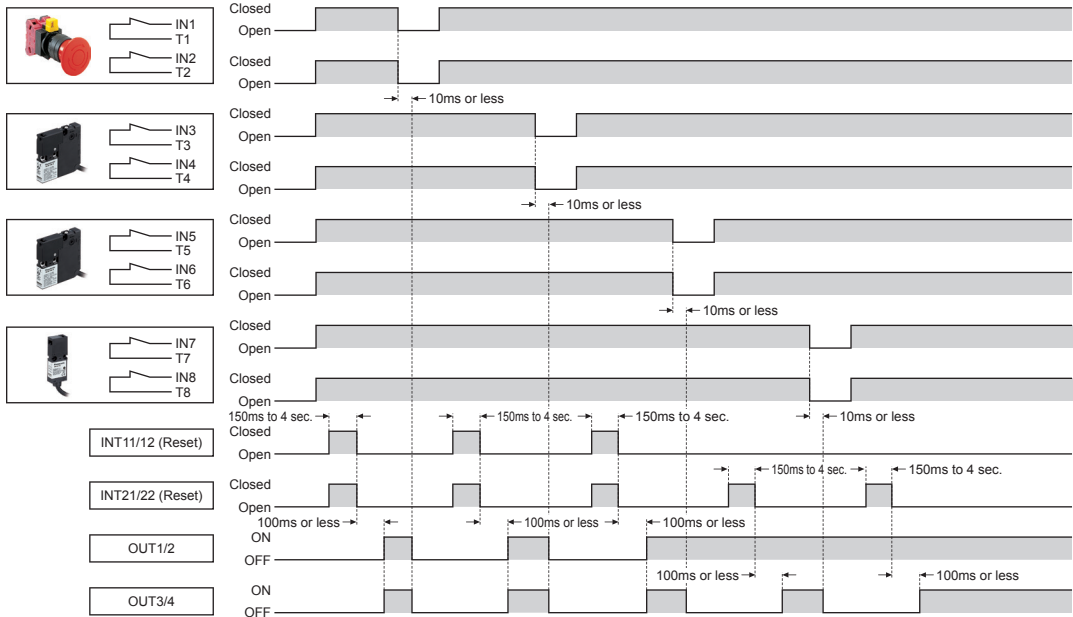 Closed
IN1
T1
Open
IN2
T2
Closed
Open
10ms or less
Closed
IN3
T3
Open
IN4
T4
Closed
Open
10ms or less
Closed
IN5
T5
Open
IN6
T6
Closed
Open
10ms or less
Closed
IN7
T7
Open
IN8
T8
Closed
Open
150ms to 4 sec. 150ms to 4 sec. 150ms to 4 sec. 10ms or less
INT11/12 (Reset)
Closed
Open
150ms to 4 sec. 150ms to 4 sec.
INT21/22 (Reset)
Closed
Open
100ms or less 100ms or less 100ms or less
OUT1/2
ON
OFF
100ms or less 100ms or less
OUT3/4
ON
OFF